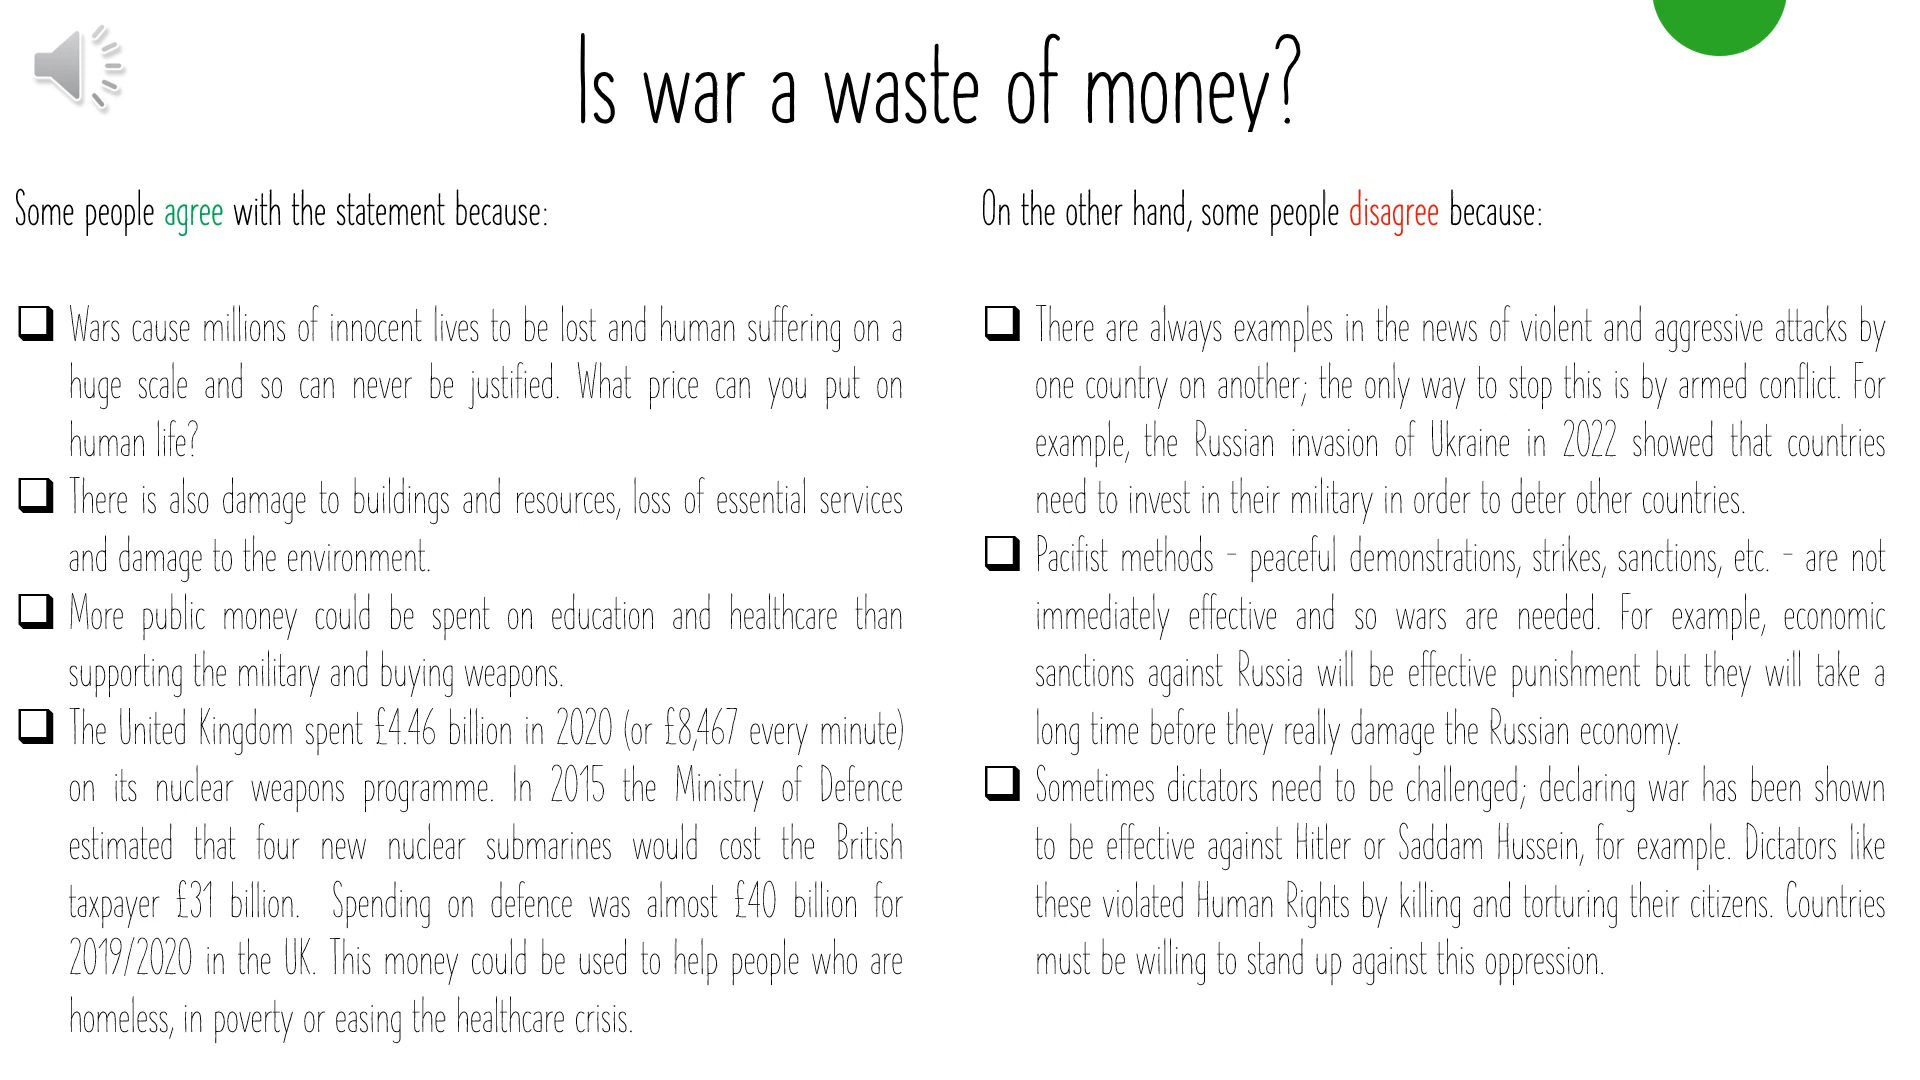 Is war a waste of money?
Some people agree with the statement because:
Wars cause millions of innocent lives to be lost and human suffering on a
huge scale and so can never be justified. What price can you put on
human life?
There is also damage to buildings and resources, loss of essential services
and damage to the environment.
More public money could be spent on education and healthcare than
supporting the military and buying weapons.
The United Kingdom spent £4.46 billion in 2020 (or £8,467 every minute)
on its nuclear weapons programme. In 2015 the Ministry of Defence
estimated that four new nuclear submarines would cost the British
taxpayer £31 billion.  Spending on defence was almost £40 billion for
2019/2020 in the UK. This money could be used to help people who are
homeless, in poverty or easing the healthcare crisis.
On the other hand, some people disagree because:
There are always examples in the news of violent and aggressive attacks by
one country on another; the only way to stop this is by armed conflict. For
example, the Russian invasion of Ukraine in 2022 showed that countries
need to invest in their military in order to deter other countries.
Pacifist methods - peaceful demonstrations, strikes, sanctions, etc. - are not
immediately effective and so wars are needed. For example, economic
sanctions against Russia will be effective punishment but they will take a
long time before they really damage the Russian economy.
Sometimes dictators need to be challenged; declaring war has been shown
to be effective against Hitler or Saddam Hussein, for example. Dictators like
these violated Human Rights by killing and torturing their citizens. Countries
must be willing to stand up against this oppression.